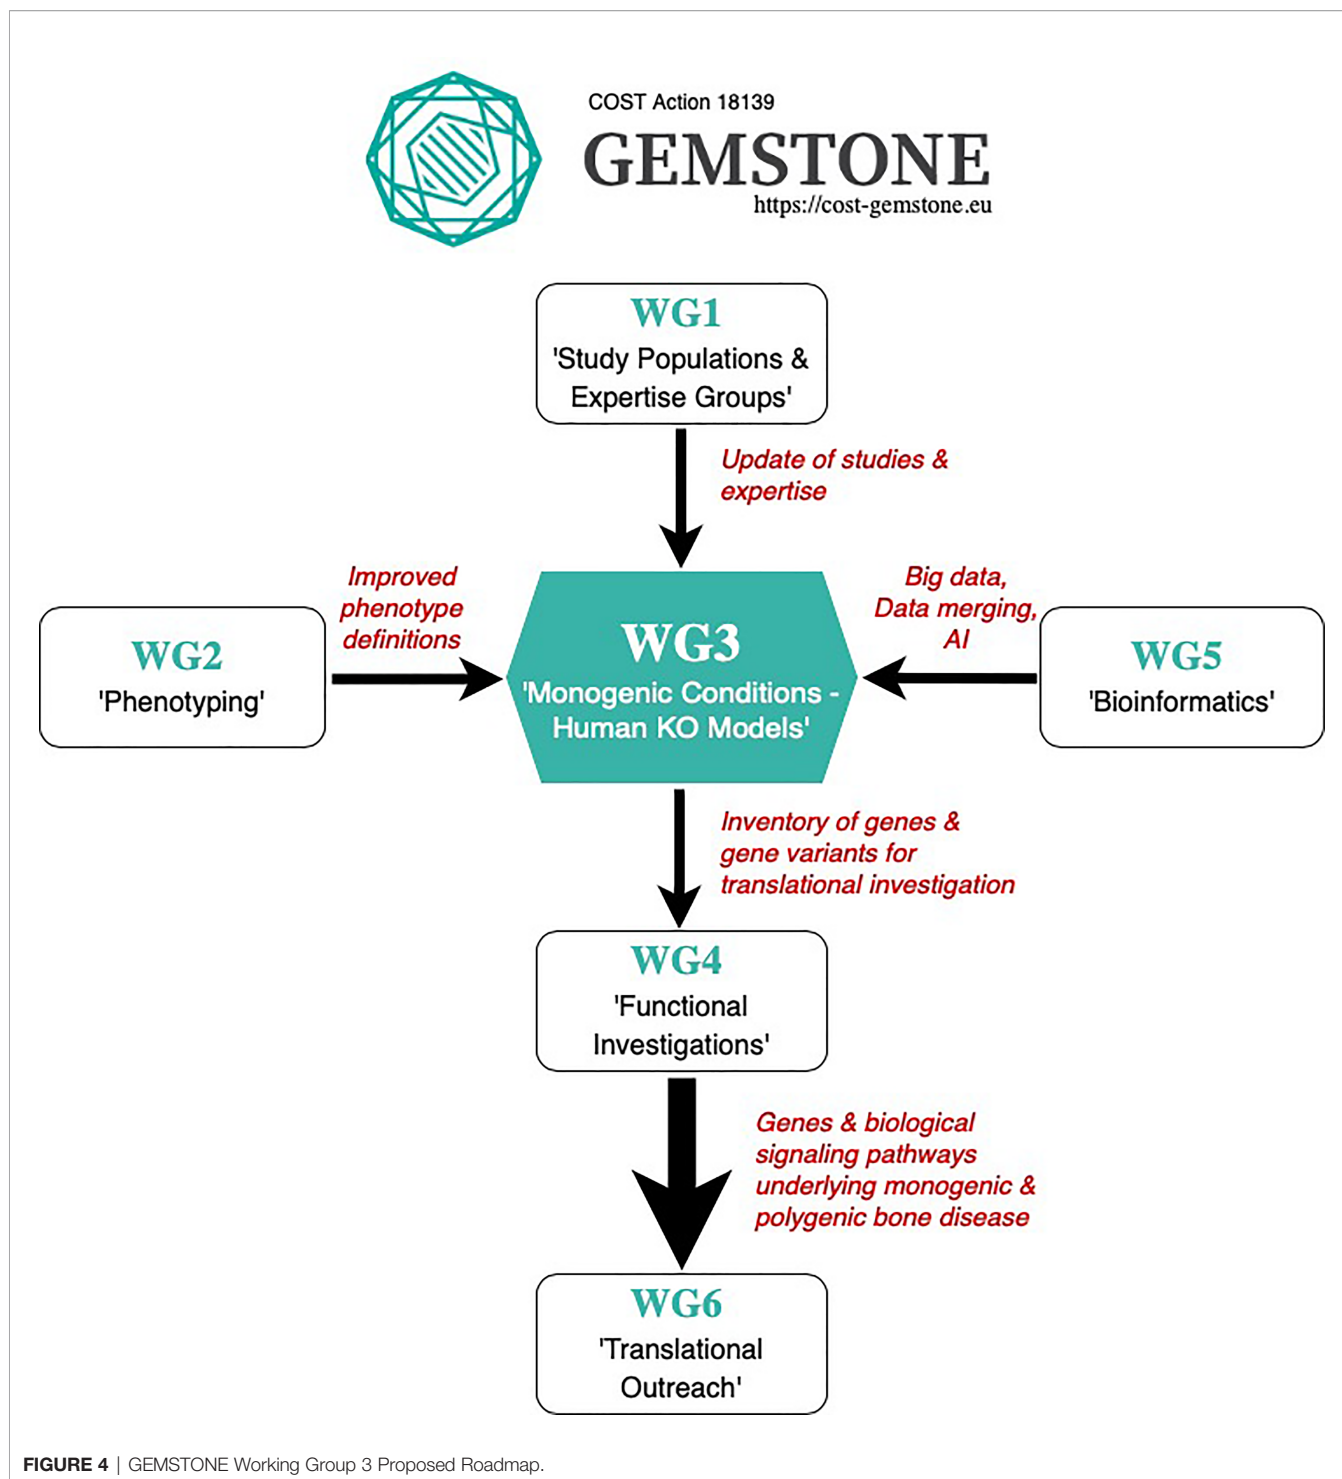 COST Action 18139
GEMSTONE
https://cost-gemstone.eu
WG1
'Study Populations &
Expertise Groups'
Update of studies &
expertise
Improved
phenotype
definitions
Big data,
Data merging,
AI
WG2
'Phenotyping'
WG3
'Monogenic Conditions -
Human KO Models'
WG5
'Bioinformatics'
Inventory of genes &
gene variants for
translational investigation
WG4
'Functional
Investigations'
Genes & biological
signaling pathways
underlying monogenic &
polygenic bone disease
WG6
'Translational
Outreach'
FIGURE 4 | GEMSTONE Working Group 3 Proposed Roadmap.